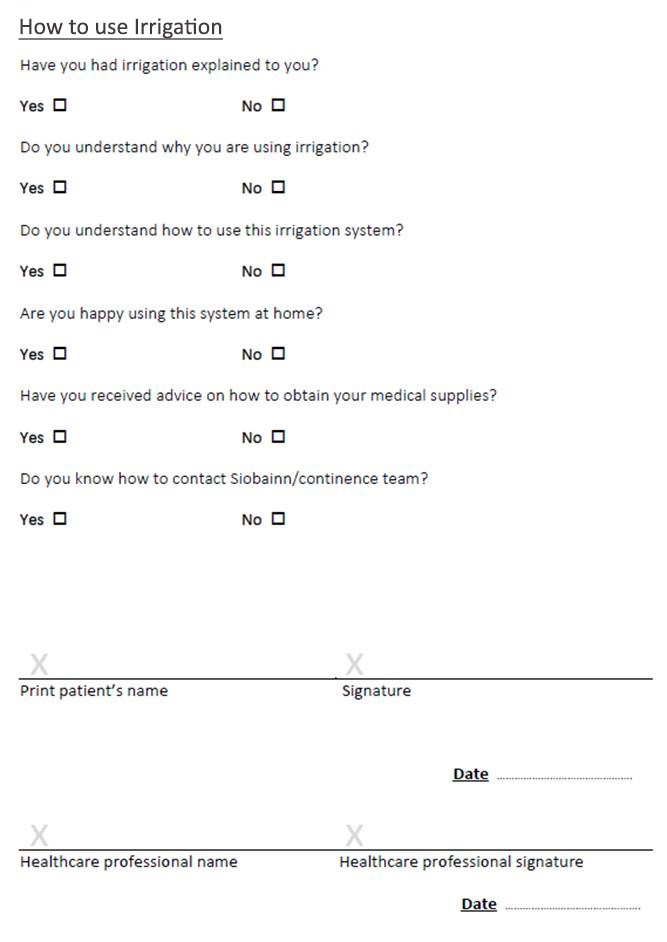 How to use Irrigation
Have you had irrigation explained to you?
Yes ☐ No ☐
Do you understand why you are using irrigation?
Yes ☐ No ☐
Do you understand how to use this irrigation system?
Yes ☐ No ☐
Are you happy using this system at home?
Yes ☐ No ☐
Have you received advice on how to obtain your medical supplies?
Yes ☐ No ☐
Do you know how to contact Siobainn/continence team?
Yes ☐ No ☐
X X
Print patient’s name Signature
Date ................................................
X X
Healthcare professional name Healthcare professional signature
Date ................................................